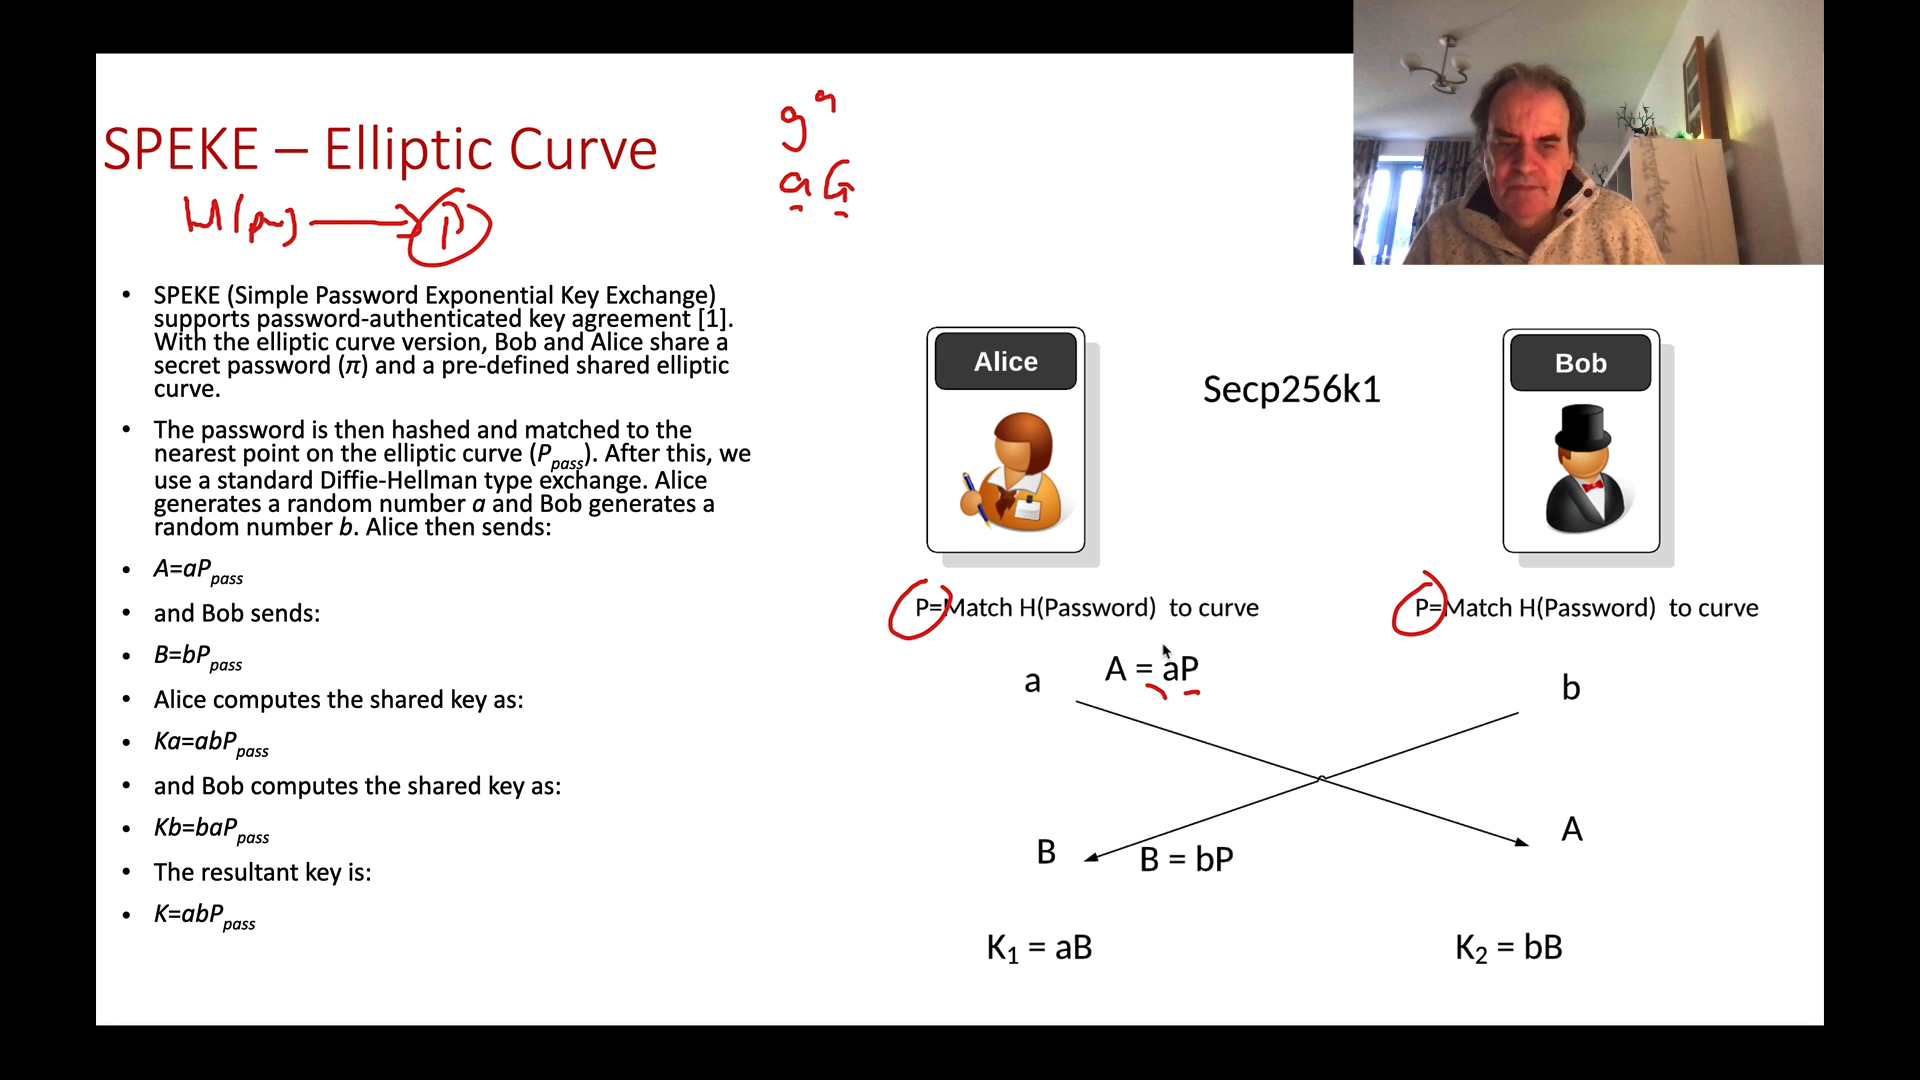 SPEKE – Elliptic Curve
g^a
aG
H(pw) → P
• SPEKE (Simple Password Exponential Key Exchange)
supports password-authenticated key agreement [1].
With the elliptic curve version, Bob and Alice share a
secret password (π) and a pre-defined shared elliptic
curve.
• The password is then hashed and matched to the
nearest point on the elliptic curve (Ppass). After this, we
use a standard Diffie-Hellman type exchange. Alice
generates a random number a and Bob generates a
random number b. Alice then sends:
• A=aPpass
• and Bob sends:
• B=bPpass
• Alice computes the shared key as:
• Ka=abPpass
• and Bob computes the shared key as:
• Kb=baPpass
• The resultant key is:
• K=abPpass
Alice
Secp256k1
Bob
P=Match H(Password) to curve
P=Match H(Password) to curve
a
A = aP
b
B
B = bP
A
K1 = aB
K2 = bB